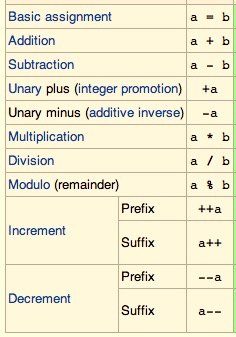 Basic assignment a = b
Addition a + b
Subtraction a - b
Unary plus (integer promotion) +a
Unary minus (additive inverse) -a
Multiplication a * b
Division a / b
Modulo (remainder) a % b
Increment Prefix ++a
Suffix a++
Decrement Prefix --a
Suffix a--